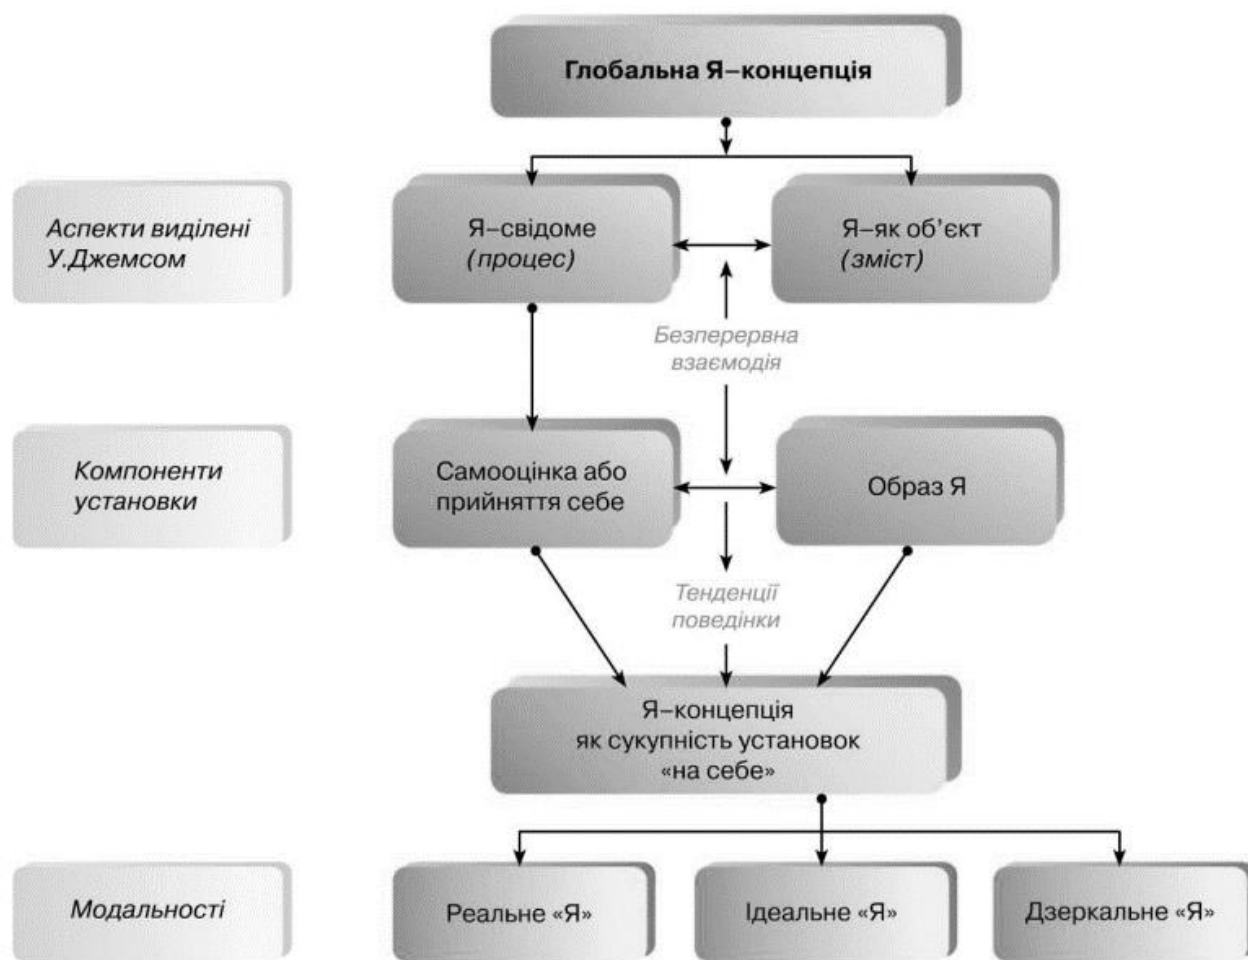 Глобальна Я–концепція
Аспекти виділені
У.Джемсом
Я–свідоме
(процес)
Я–як об’єкт
(зміст)
Безперервна
взаємодія
Компоненти
установки
Самооцінка або
прийняття себе
Образ Я
Тенденції
поведінки
Я–концепція
як сукупність установок
«на себе»
Модальності
Реальне «Я»
Ідеальне «Я»
Дзеркальне «Я»